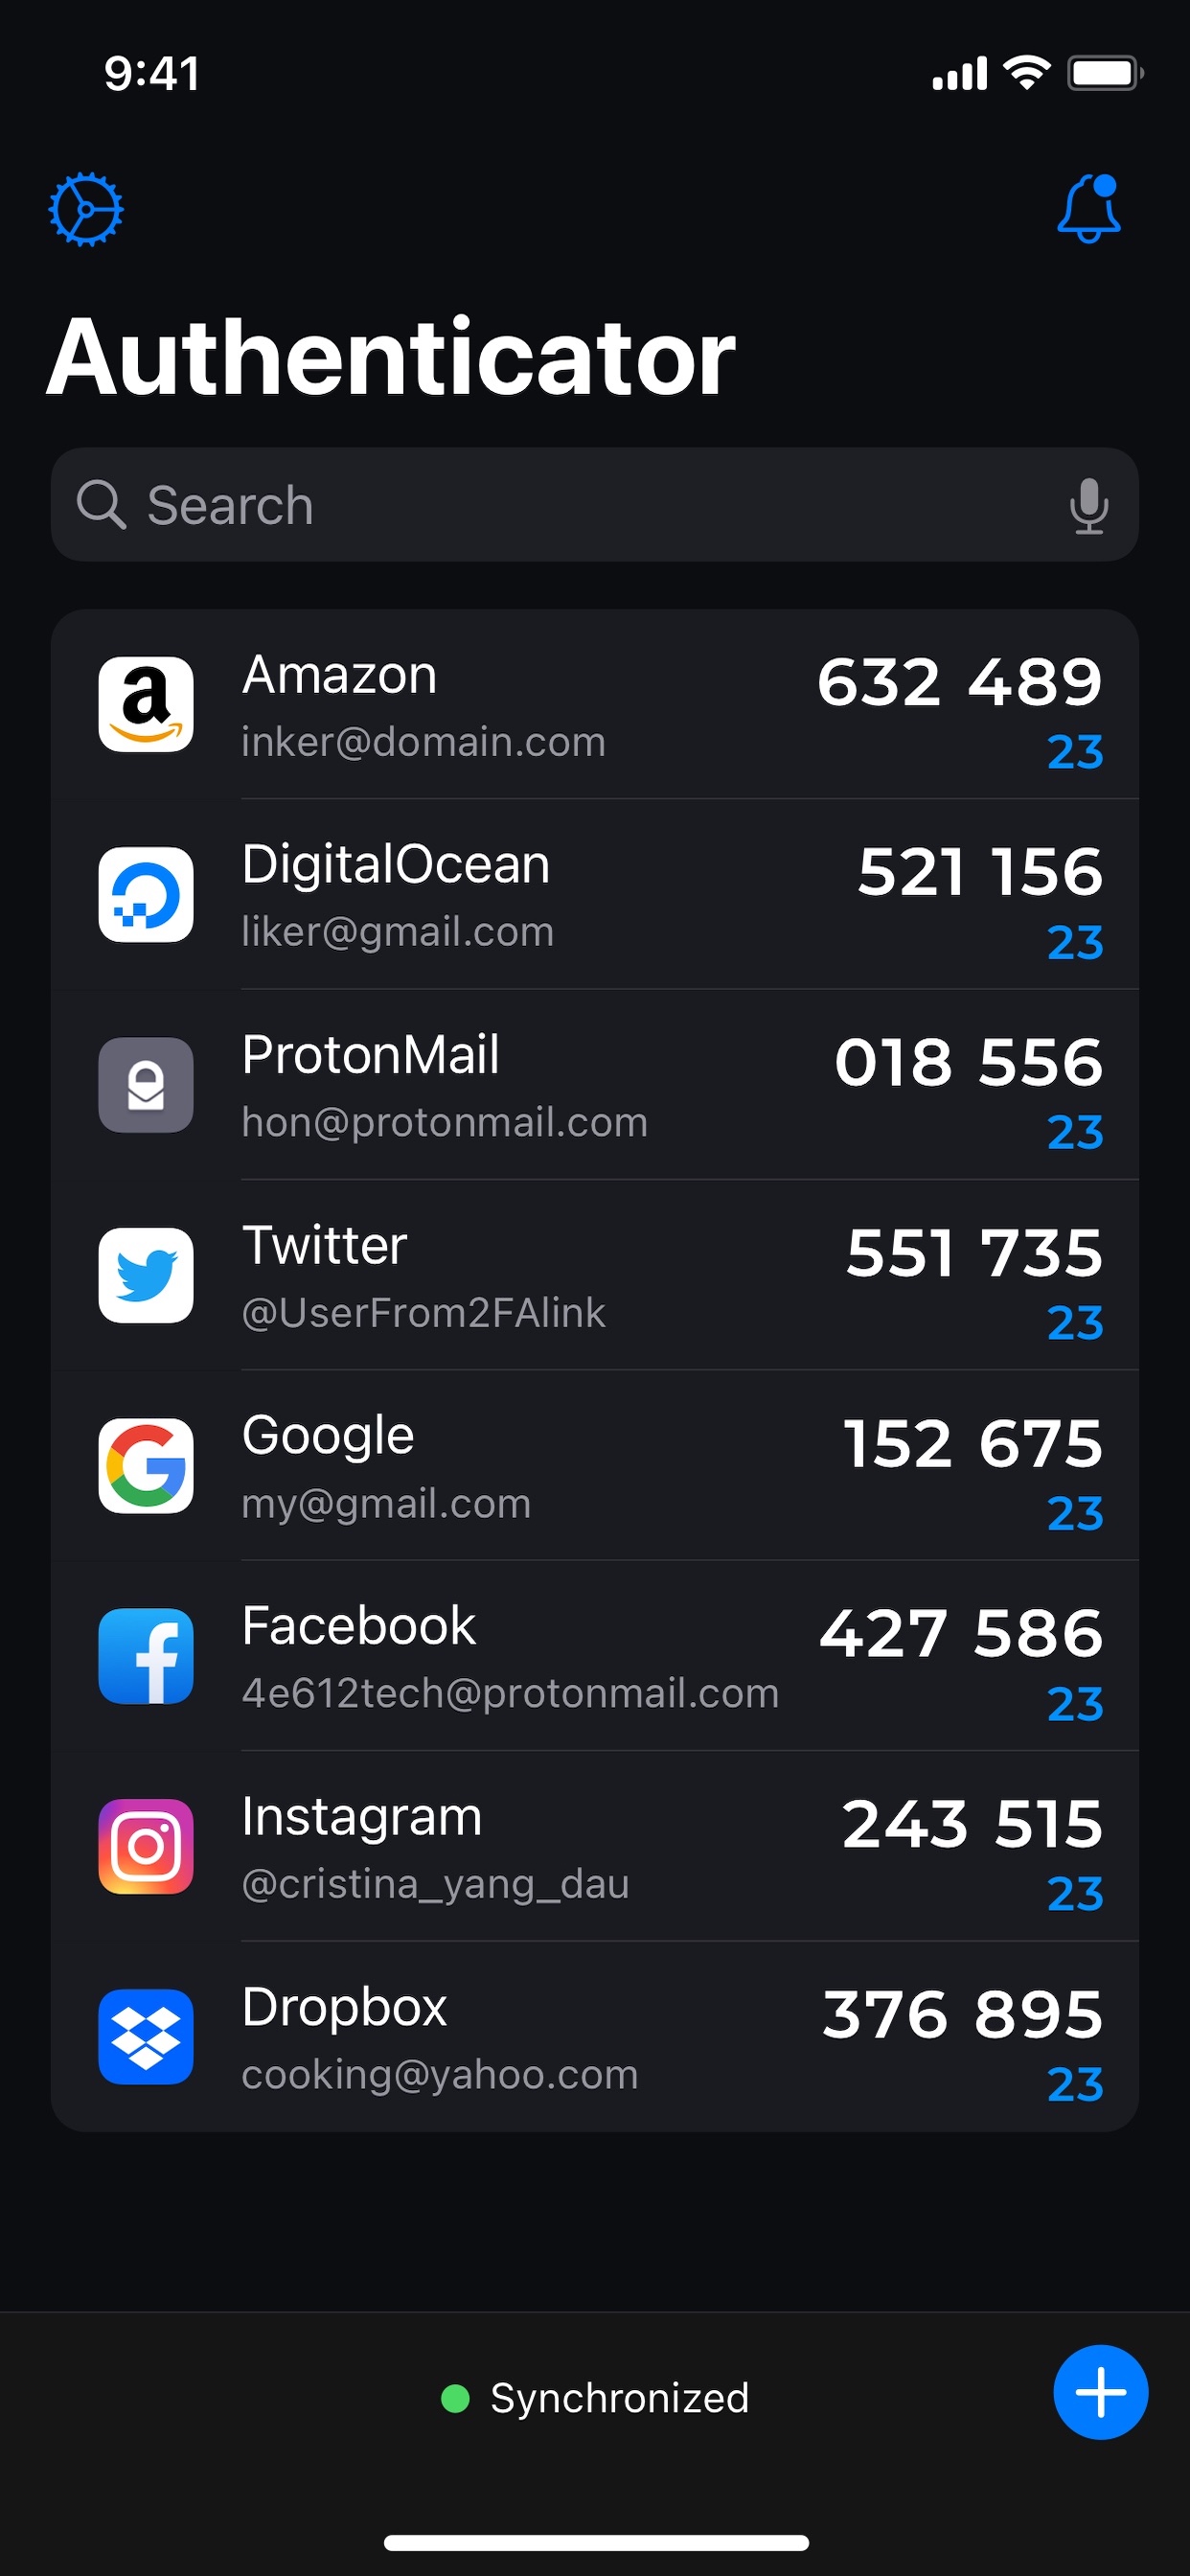 9:41
Authenticator
Search
Amazon
632 489
inker@domain.com
23
DigitalOcean
521 156
liker@gmail.com
23
ProtonMail
018 556
hon@protonmail.com
23
Twitter
551 735
@UserFrom2FAlink
23
Google
152 675
my@gmail.com
23
Facebook
427 586
4e612tech@protonmail.com
23
Instagram
243 515
@cristina_yang_dau
23
Dropbox
376 895
cooking@yahoo.com
23
Synchronized